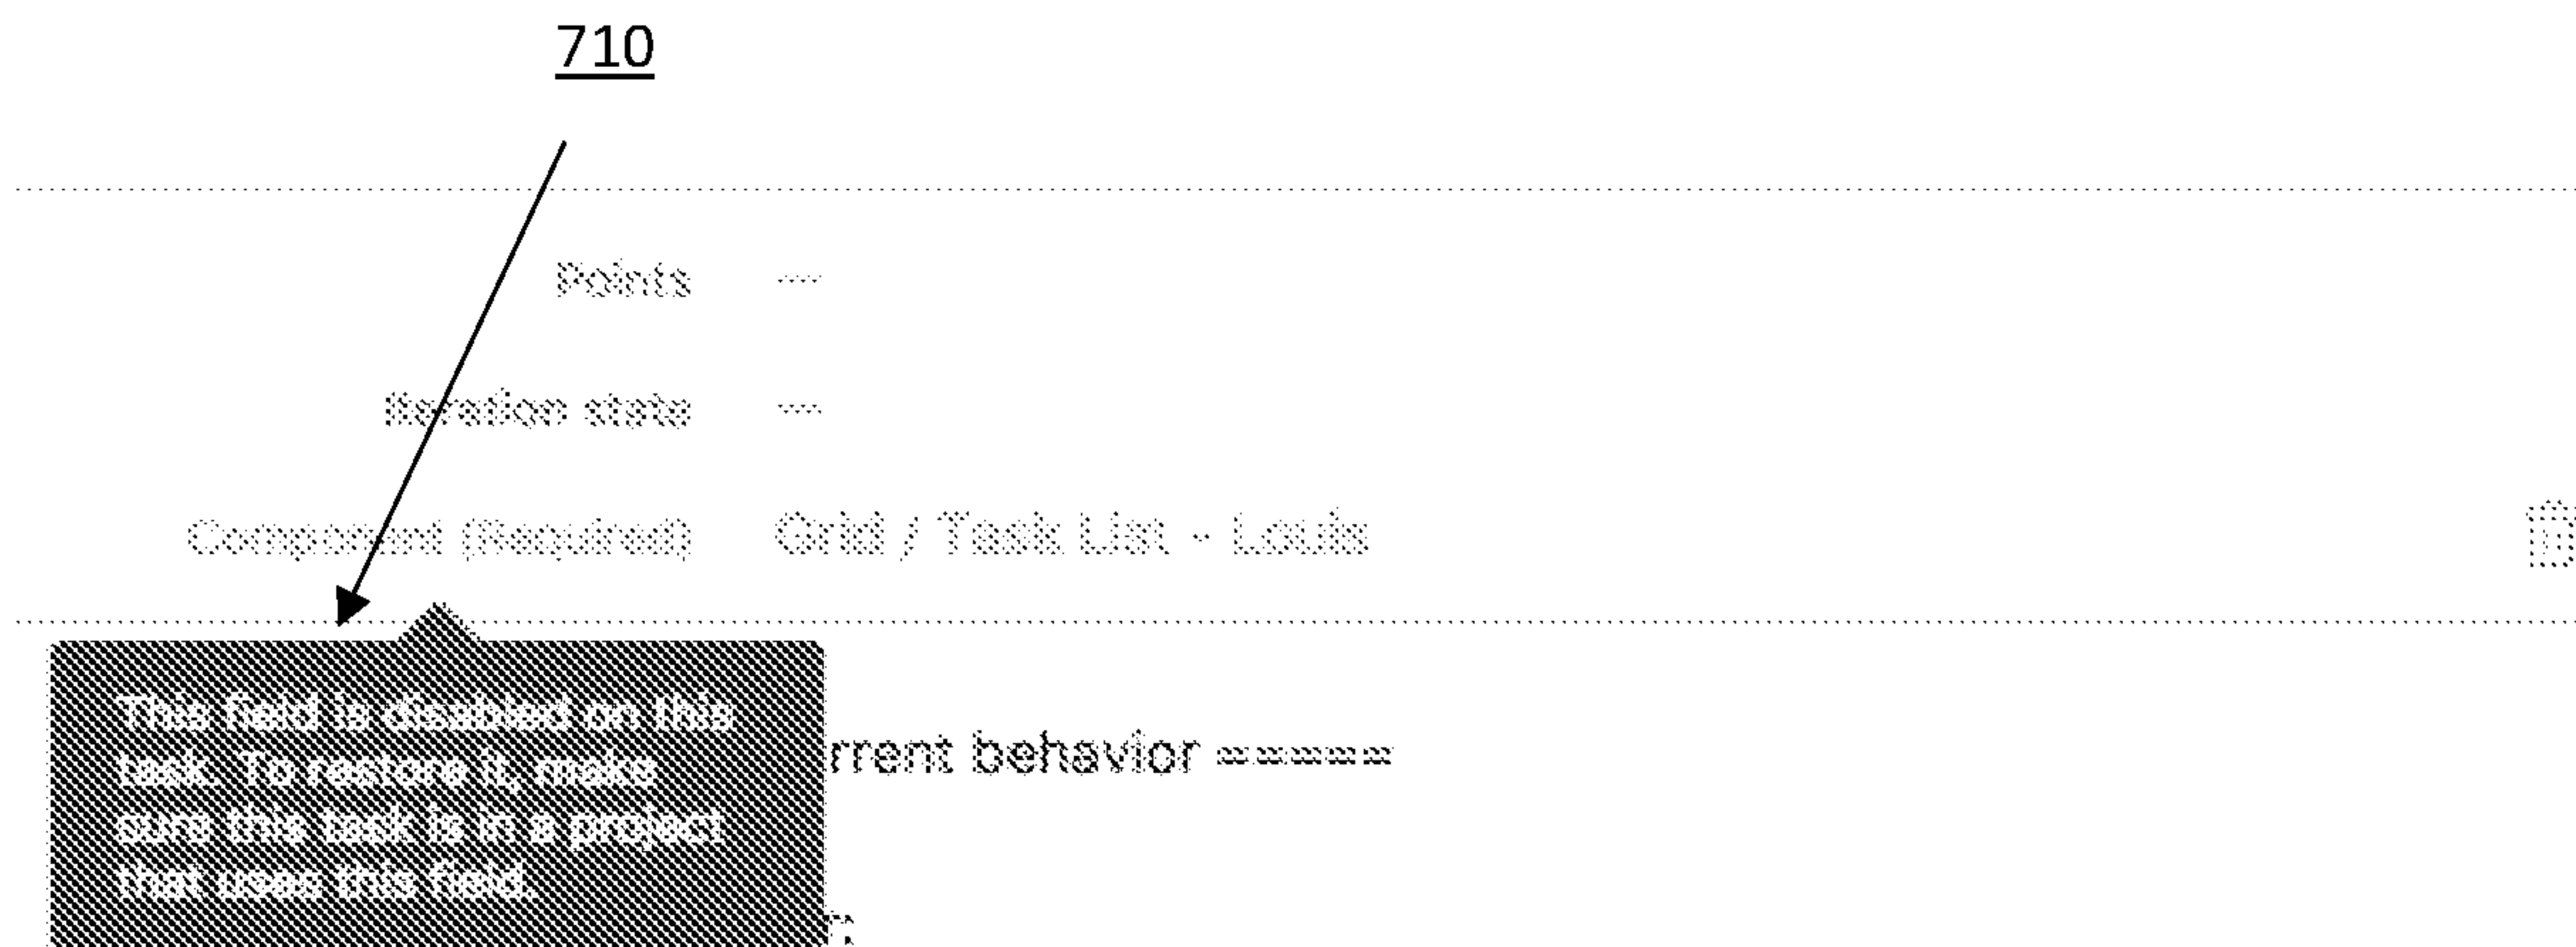 710
Points —
Iteration state —
Component (Required) Grid / Task List - Louis
This field is disabled on this
task. To restore it, make
sure this task is in a project
that uses this field.
rrent behavior =====